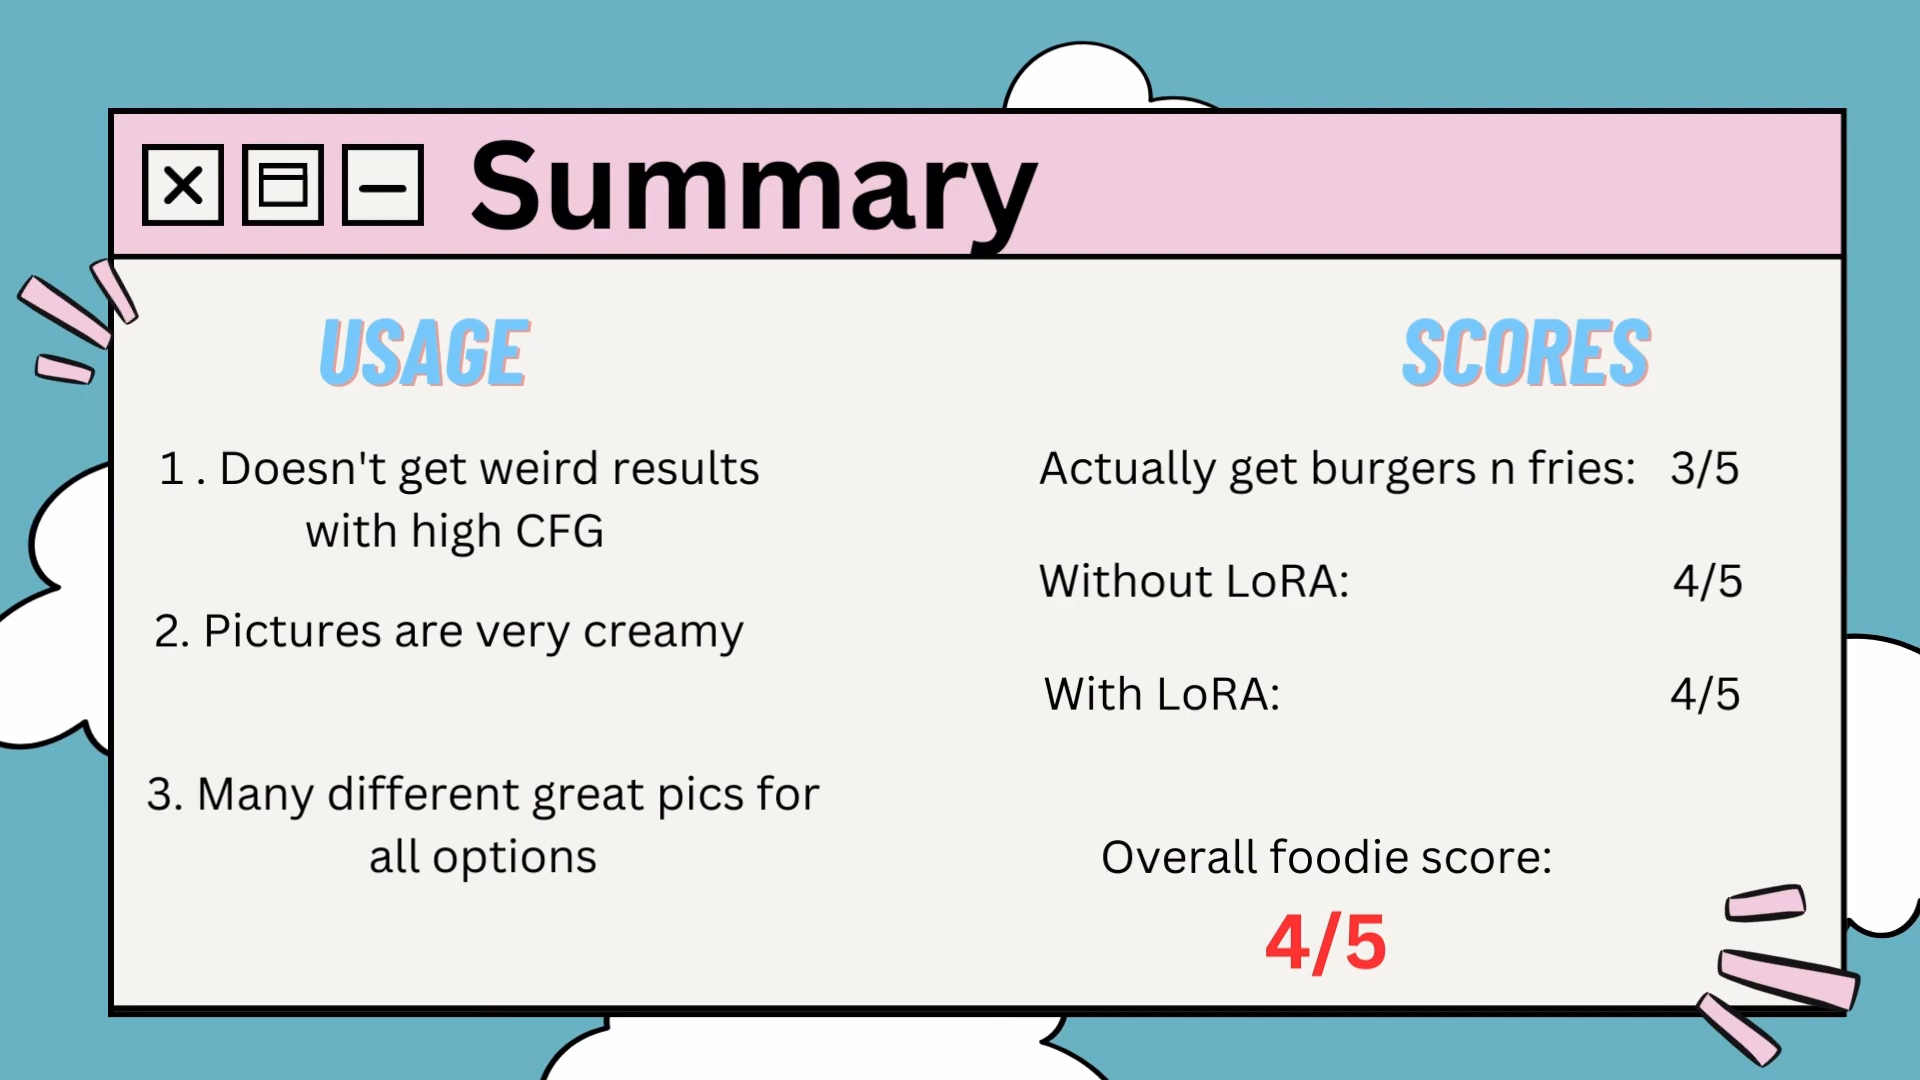 Summary
USAGE
1 . Doesn't get weird results
with high CFG
2. Pictures are very creamy
3. Many different great pics for
all options
SCORES
Actually get burgers n fries: 3/5
Without LoRA: 4/5
With LoRA: 4/5
Overall foodie score:
4/5